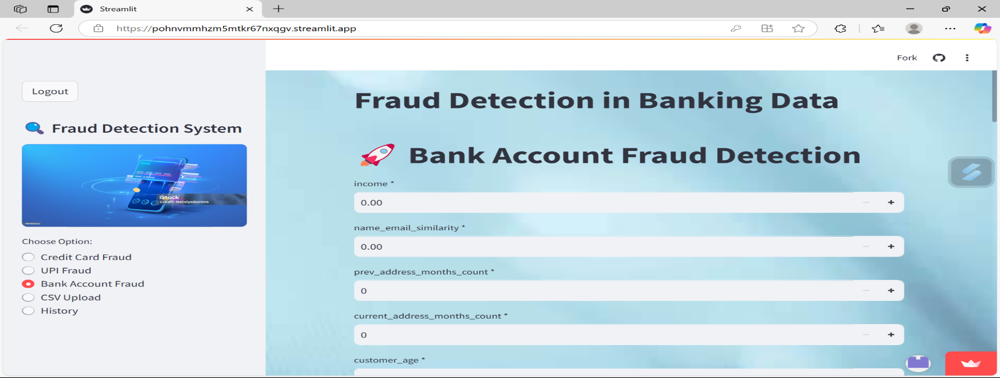 Streamlit
https://pohnvmmhzm5mtkr67nxqgv.streamlit.app
Fork
Logout
Fraud Detection System
BANK
iStock
Credit: NatalyaBurova
Choose Option:
Credit Card Fraud
UPI Fraud
Bank Account Fraud
CSV Upload
History
Fraud Detection in Banking Data
Bank Account Fraud Detection
income *
0.00
name_email_similarity *
0.00
prev_address_months_count *
0
current_address_months_count *
0
customer_age *